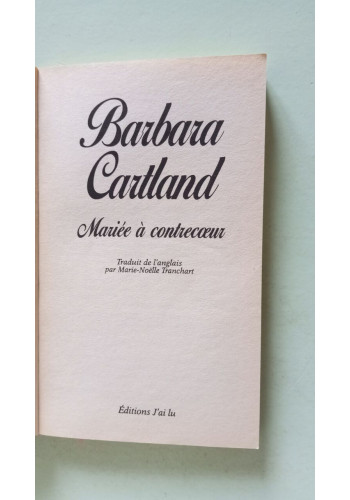 Barbara
Cartland
Mariée à contrecœur
Traduit de l'anglais
par Marie-Noëlle Tranchart
Éditions J'ai lu